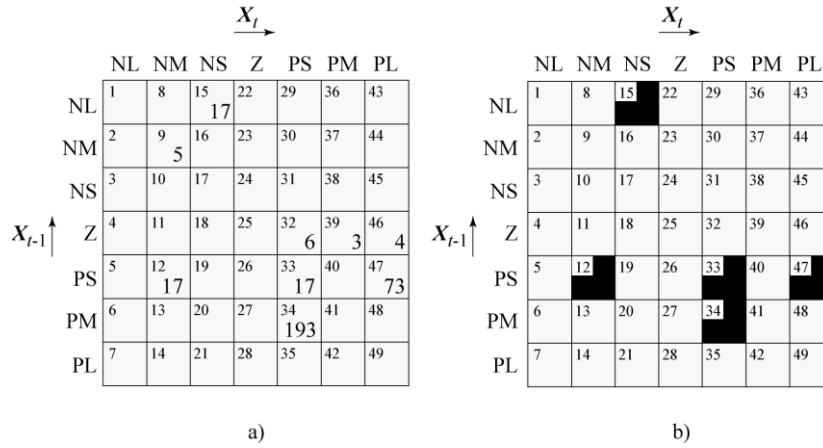 X_t X_t
NL NM NS Z PS PM PL NL NM NS Z PS PM PL
NL 1 8 15 17 22 29 36 43 NL 1 8 15 22 29 36 43
NM 2 9 5 16 23 30 37 44 NM 2 9 16 23 30 37 44
NS 3 10 17 24 31 38 45 NS 3 10 17 24 31 38 45
X_{t-1} Z 4 11 18 25 32 6 39 3 46 4 X_{t-1} Z 4 11 18 25 32 39 46
PS 5 12 17 19 26 33 17 40 47 73 PS 5 12 19 26 33 40 47
PM 6 13 20 27 34 193 41 48 PM 6 13 20 27 34 41 48
PL 7 14 21 28 35 42 49 PL 7 14 21 28 35 42 49
a) b)